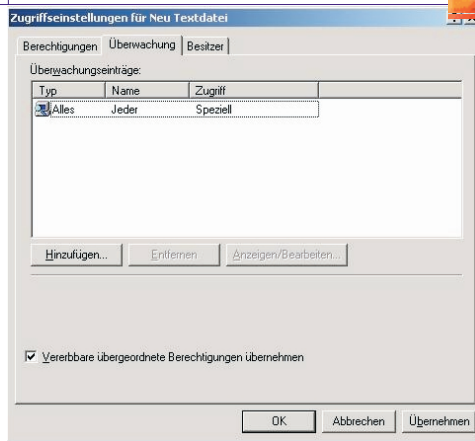 Zugriffseinstellungen für Neu Textdatei
Berechtigungen Überwachung Besitzer
Überwachungseinträge:
Typ Name Zugriff
Alles Jeder Speziell
Hinzufügen... Entfernen Anzeigen/Bearbeiten...
Vererbbare übergeordnete Berechtigungen übernehmen
OK Abbrechen Übernehmen